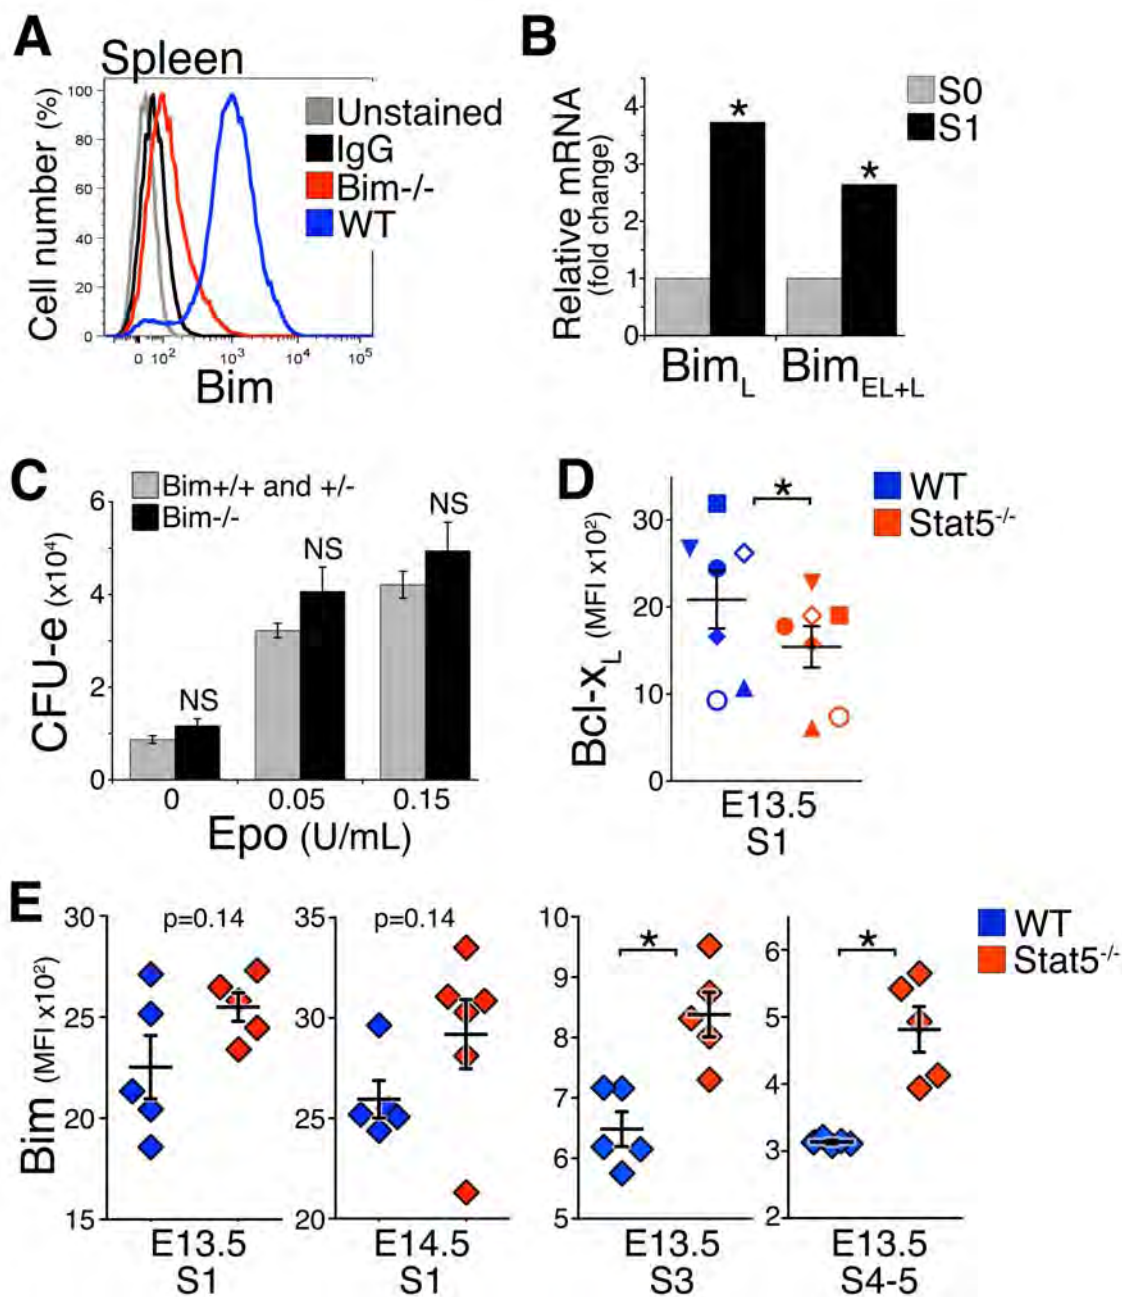 A
Spleen
Cell number (%)
100
80
60
40
20
0
0 10² 10³ 10⁴ 10⁵
Bim
Unstained
IgG
Bim-/-
WT
B
Relative mRNA
(fold change)
4
3
2
1
0
*
*
S0
S1
Bim_L Bim_EL+L
C
Bim+/+ and +/-
Bim-/-
CFU-e (x10⁴)
6
4
2
0
NS
NS
NS
0 0.05 0.15
Epo (U/mL)
D
Bcl-x_L (MFI x10²)
30
20
10
0
*
WT
Stat5⁻/⁻
E13.5
S1
E
Bim (MFI x10²)
30
25
20
15
p=0.14
E13.5
S1
35
30
25
20
p=0.14
E14.5
S1
10
9
8
7
6
5
*
E13.5
S3
6
5
4
3
2
*
E13.5
S4-5
WT
Stat5⁻/⁻